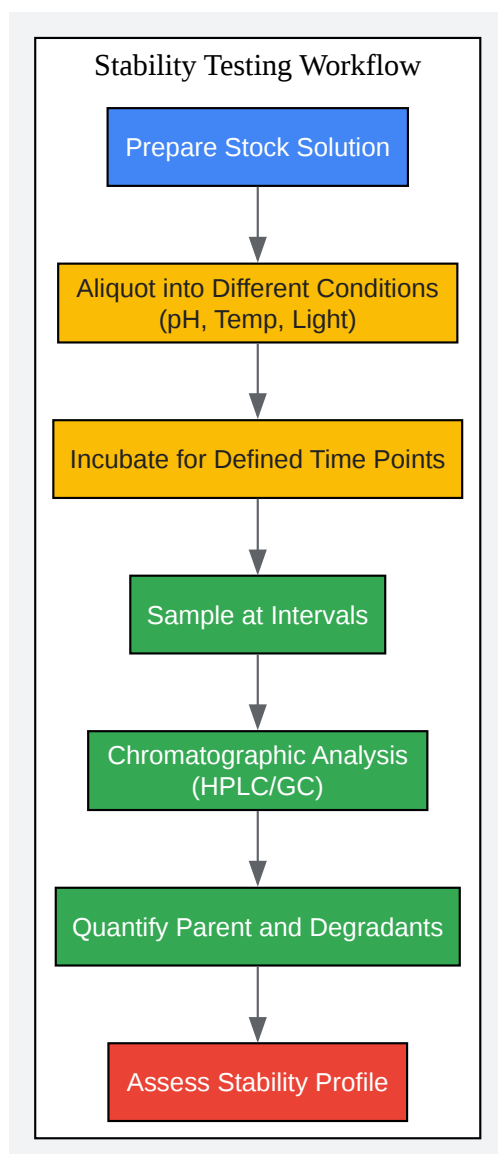 Stability Testing Workflow
Prepare Stock Solution
Aliquot into Different Conditions
(pH, Temp, Light)
Incubate for Defined Time Points
Sample at Intervals
Chromatographic Analysis
(HPLC/GC)
Quantify Parent and Degradants
Assess Stability Profile